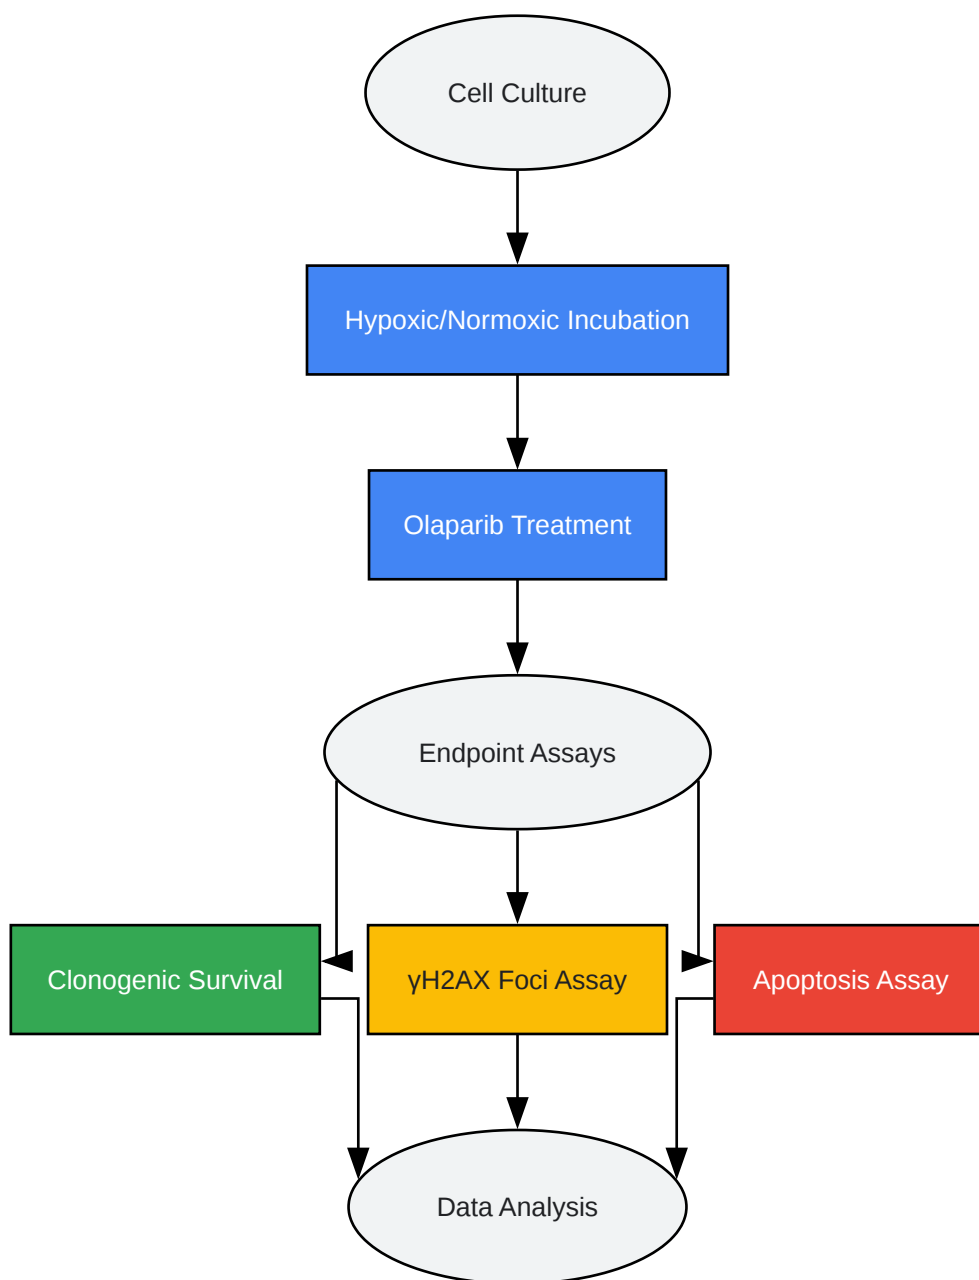 Cell Culture
Hypoxic/Normoxic Incubation
Olaparib Treatment
Endpoint Assays
Clonogenic Survival
γH2AX Foci Assay
Apoptosis Assay
Data Analysis